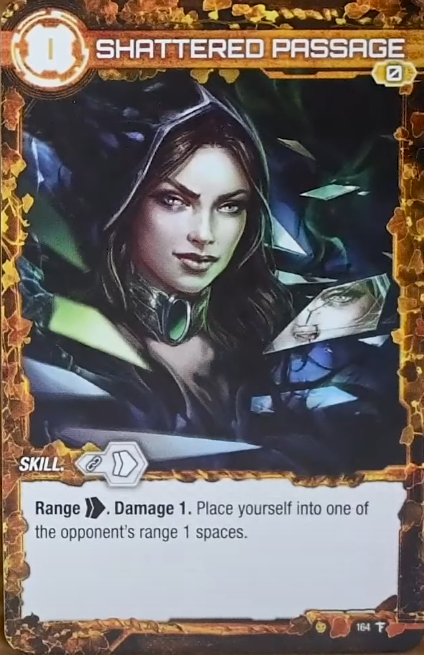 I SHATTERED PASSAGE
0
SKILL:
Range . Damage 1. Place yourself into one of
the opponent's range 1 spaces.
164